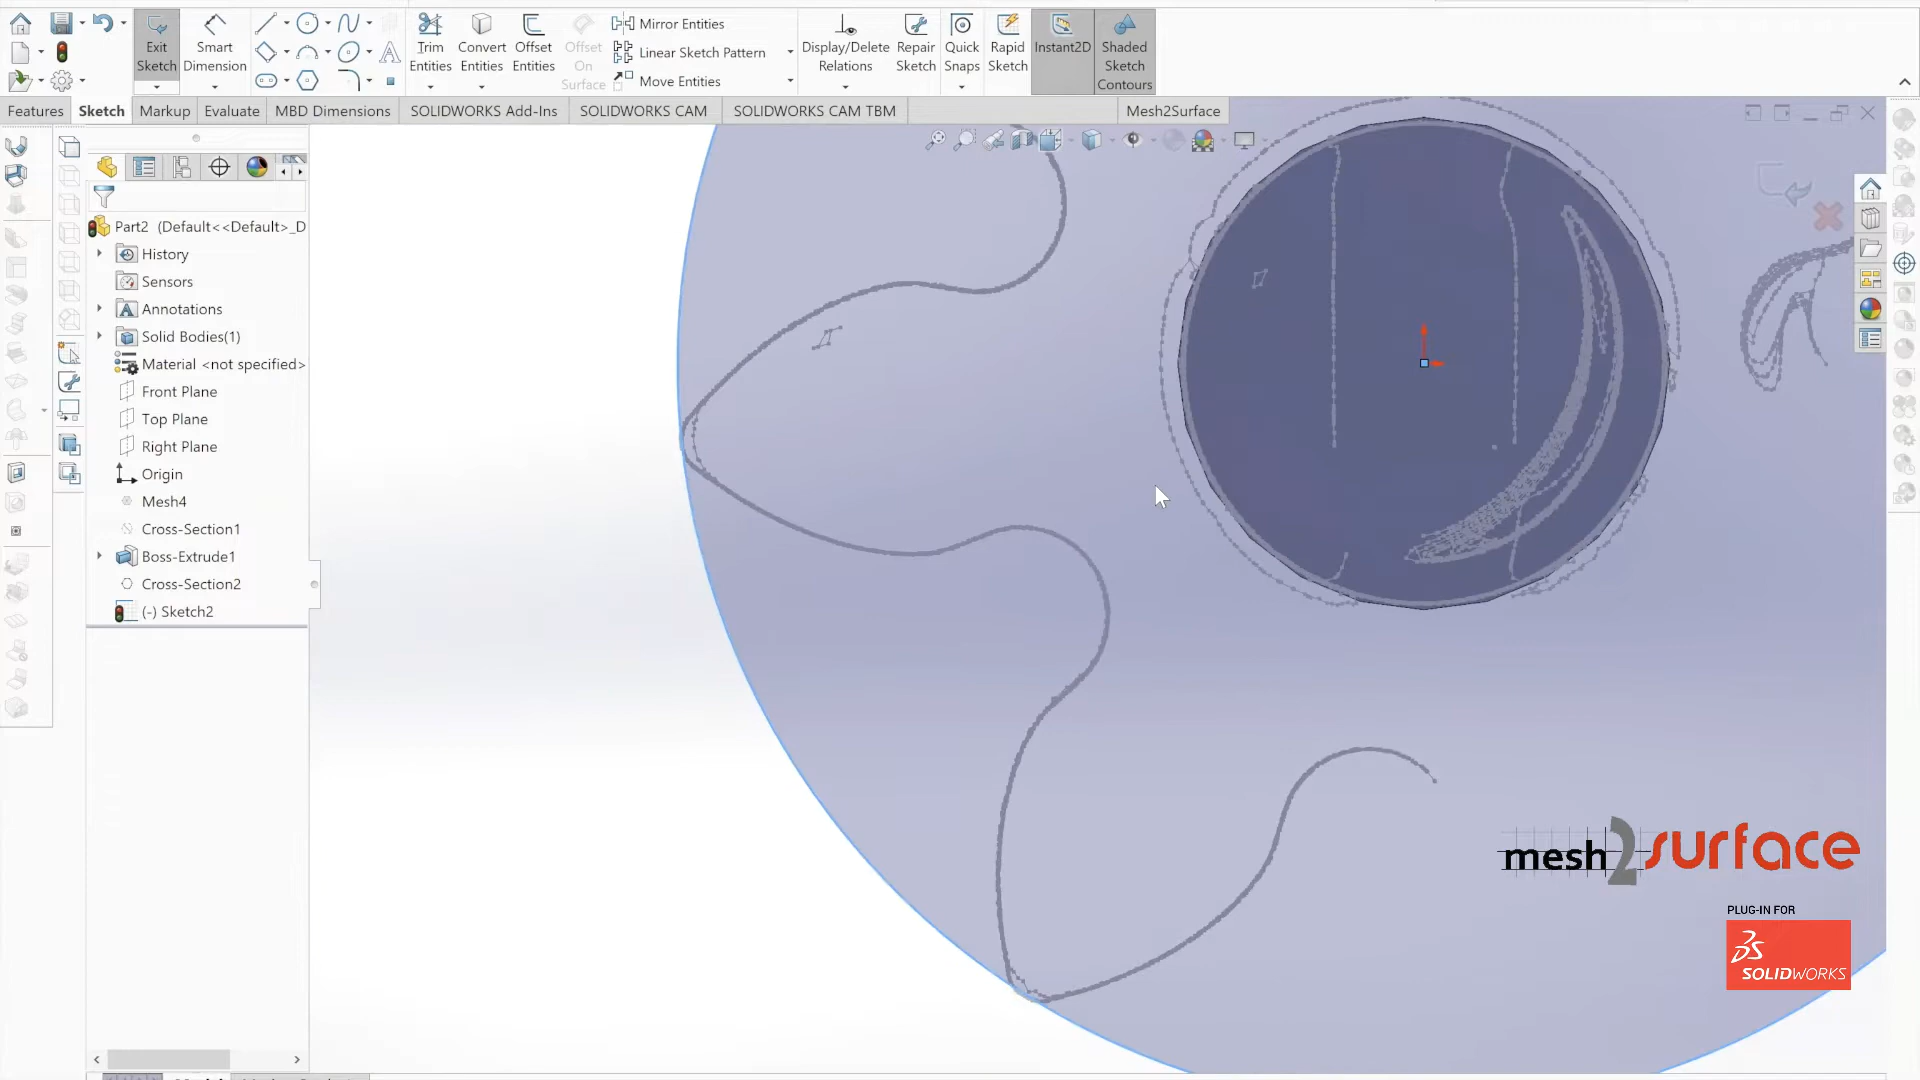 Exit Sketch
Smart Dimension
Trim Entities
Convert Entities
Offset Entities
Offset On Surface
Mirror Entities
Linear Sketch Pattern
Move Entities
Display/Delete Relations
Repair Sketch
Quick Snaps
Rapid Sketch
Instant2D
Shaded Sketch Contours
Features
Sketch
Markup
Evaluate
MBD Dimensions
SOLIDWORKS Add-Ins
SOLIDWORKS CAM
SOLIDWORKS CAM TBM
Mesh2Surface
Part2 (Default<<Default>_D
History
Sensors
Annotations
Solid Bodies(1)
Material <not specified>
Front Plane
Top Plane
Right Plane
Origin
Mesh4
Cross-Section1
Boss-Extrude1
Cross-Section2
(-) Sketch2
mesh2surface
PLUG-IN FOR
SOLIDWORKS